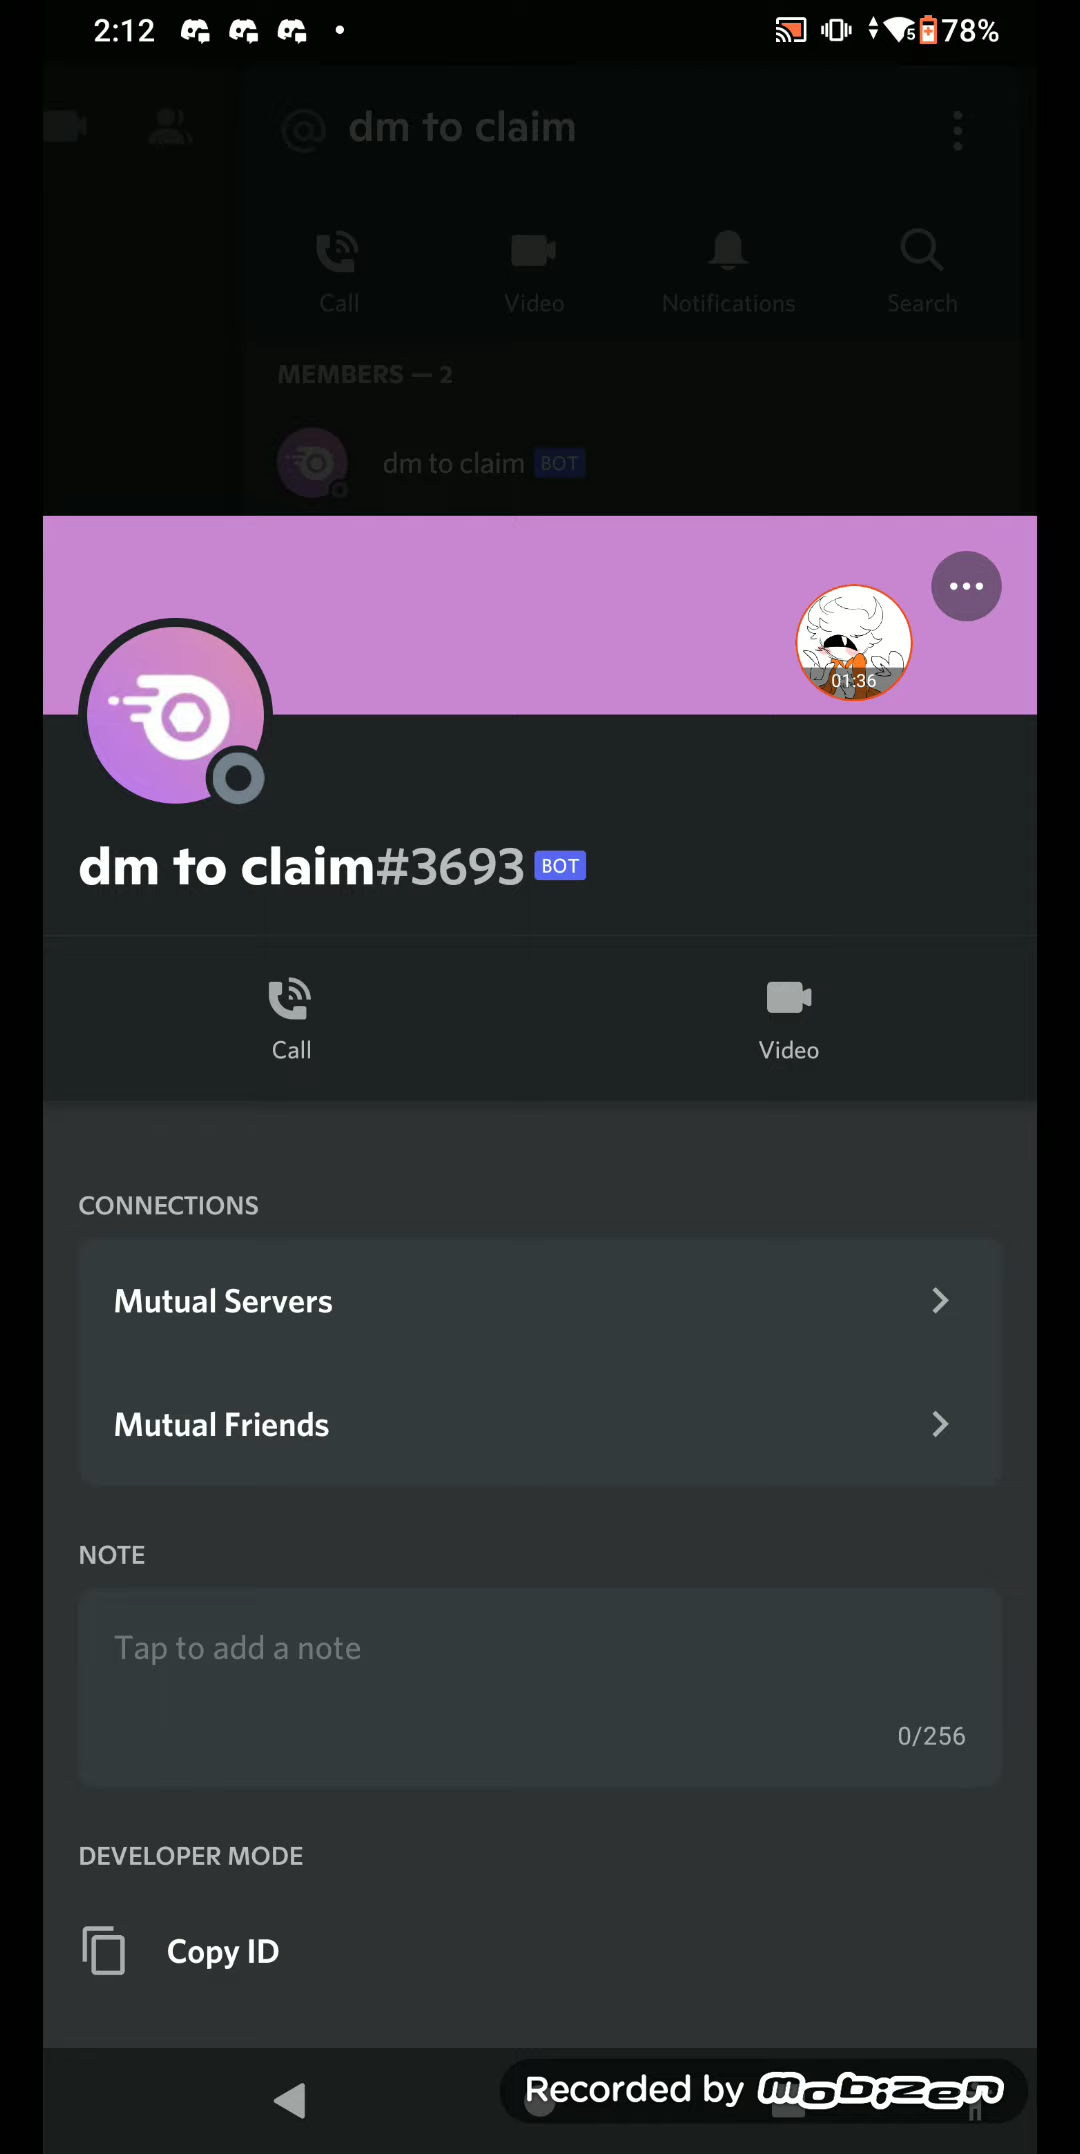 2:12
5 78%
dm to claim
Call Video Notifications Search
MEMBERS — 2
dm to claim BOT
01:36
dm to claim#3693 BOT
Call Video
CONNECTIONS
Mutual Servers
Mutual Friends
NOTE
Tap to add a note
0/256
DEVELOPER MODE
Copy ID
Recorded by mobizen